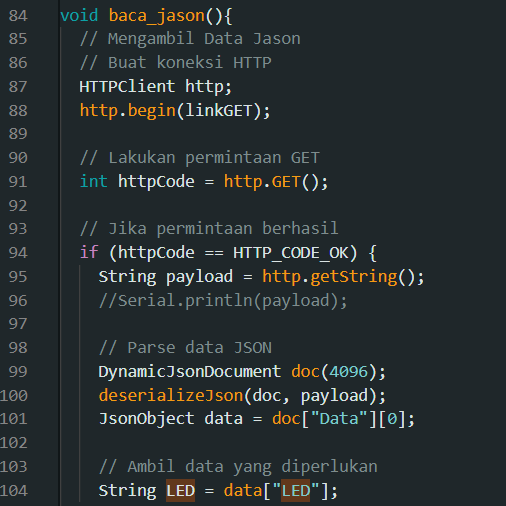 84 void baca_jason(){
85 // Mengambil Data Jason
86 // Buat koneksi HTTP
87 HTTPClient http;
88 http.begin(linkGET);
89
90 // Lakukan permintaan GET
91 int httpCode = http.GET();
92
93 // Jika permintaan berhasil
94 if (httpCode == HTTP_CODE_OK) {
95 String payload = http.getString();
96 //Serial.println(payload);
97
98 // Parse data JSON
99 DynamicJsonDocument doc(4096);
100 deserializeJson(doc, payload);
101 JsonObject data = doc["Data"][0];
102
103 // Ambil data yang diperlukan
104 String LED = data["LED"];